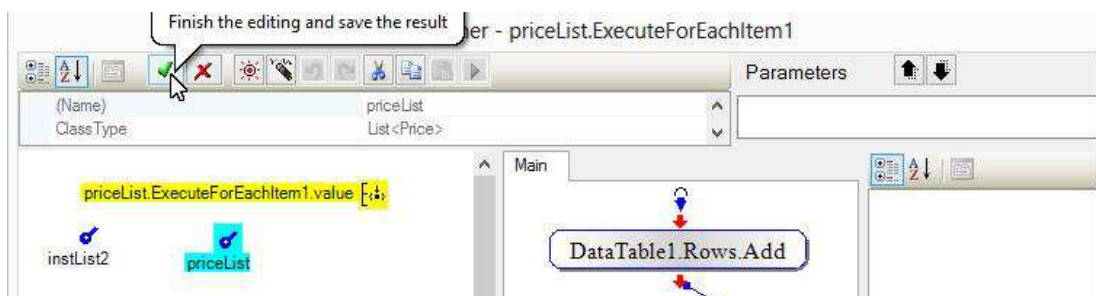 Finish the editing and save the result
er - priceList.ExecuteForEachItem1
Parameters
(Name) priceList
ClassType List<Price>
Main
priceList.ExecuteForEachItem1.value
instList2
priceList
DataTable1.Rows.Add